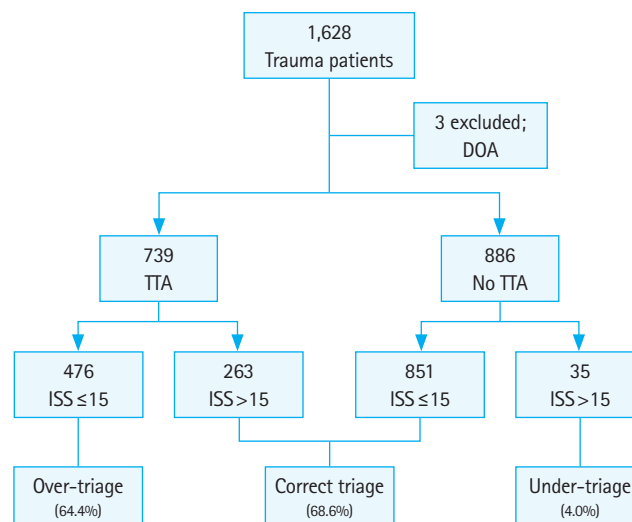 1,628
Trauma patients
3 excluded;
DOA
739
TTA
886
No TTA
476
ISS ≤15
263
ISS >15
851
ISS ≤15
35
ISS >15
Over-triage
(64.4%)
Correct triage
(68.6%)
Under-triage
(4.0%)